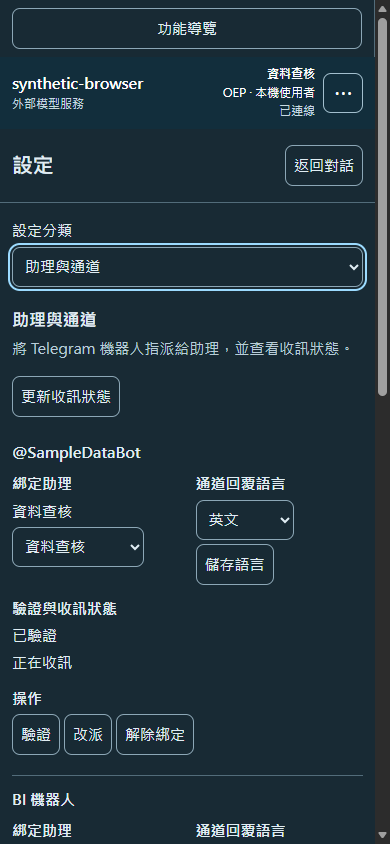 功能導覽
synthetic-browser
外部模型服務
資料查核
OEP · 本機使用者
已連線
...
設定
返回對話
設定分類
助理與通道
助理與通道
將 Telegram 機器人指派給助理，並查看收訊狀態。
更新收訊狀態
@SampleDataBot
綁定助理
資料查核
資料查核
通道回覆語言
英文
儲存語言
驗證與收訊狀態
已驗證
正在收訊
操作
驗證 改派 解除綁定
BI 機器人
綁定助理 通道回覆語言